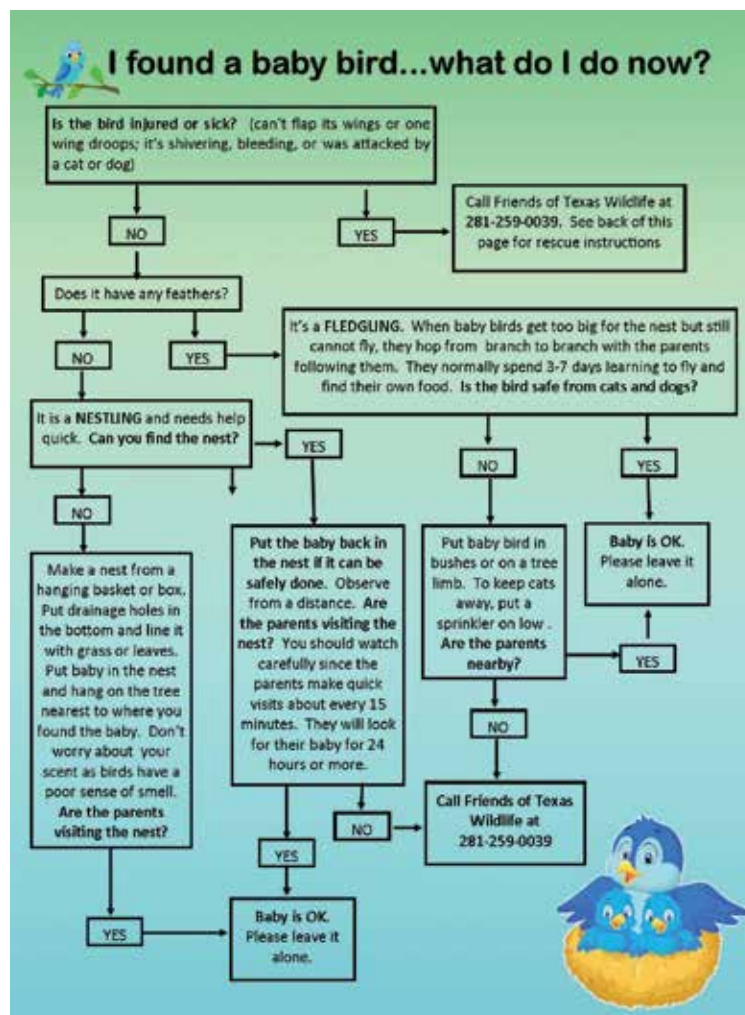 I found a baby bird...what do I do now?
Is the bird injured or sick? (can't flap its wings or one
wing droops; it's shivering, bleeding, or was attacked by
a cat or dog)
NO
YES
Call Friends of Texas Wildlife at
281-259-0039. See back of this
page for rescue instructions
Does it have any feathers?
NO
YES
It's a FLEDGLING. When baby birds get too big for the nest but still
cannot fly, they hop from branch to branch with the parents
following them. They normally spend 3-7 days learning to fly and
find their own food. Is the bird safe from cats and dogs?
It is a NESTLING and needs help
quick. Can you find the nest?
YES
NO
YES
NO
Make a nest from a
hanging basket or box.
Put drainage holes in
the bottom and line it
with grass or leaves.
Put baby in the nest
and hang on the tree
nearest to where you
found the baby. Don't
worry about your
scent as birds have a
poor sense of smell.
Are the parents
visiting the nest?
Put the baby back in
the nest if it can be
safely done. Observe
from a distance. Are
the parents visiting the
nest? You should watch
carefully since the
parents make quick
visits about every 15
minutes. They will look
for their baby for 24
hours or more.
Put baby bird in
bushes or on a tree
limb. To keep cats
away, put a
sprinkler on low .
Are the parents
nearby?
Baby is OK.
Please leave it
alone.
YES
NO
Call Friends of Texas
Wildlife at
281-259-0039
NO
YES
YES
Baby is OK.
Please leave it
alone.